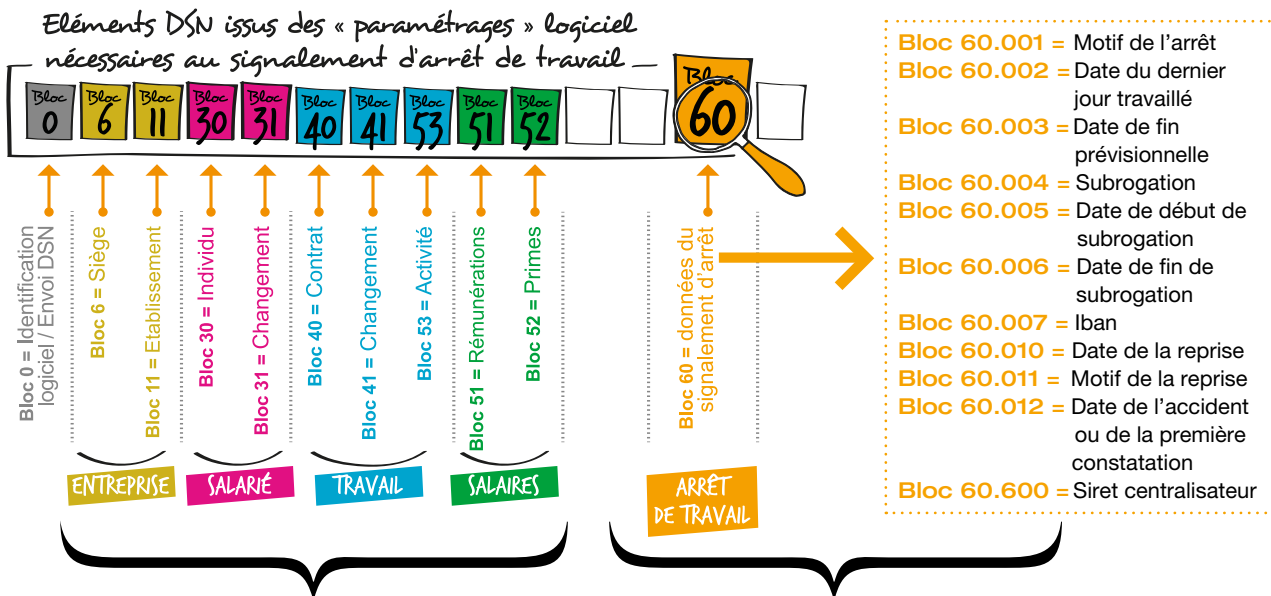 Eléments DSN issus des « paramétrages » logiciel
nécessaires au signalement d'arrêt de travail
Bloc 0
Bloc 6
Bloc 11
Bloc 30
Bloc 31
Bloc 40
Bloc 41
Bloc 53
Bloc 51
Bloc 52
Bloc 60
Bloc 0 = Identification
logiciel / Envoi DSN
Bloc 6 = Siège
Bloc 11 = Etablissement
Bloc 30 = Individu
Bloc 31 = Changement
Bloc 40 = Contrat
Bloc 41 = Changement
Bloc 53 = Activité
Bloc 51 = Rémunérations
Bloc 52 = Primes
Bloc 60 = données du
signalement d'arrêt
ENTREPRISE
SALARIÉ
TRAVAIL
SALAIRES
ARRÊT
DE TRAVAIL
Bloc 60.001 = Motif de l'arrêt
Bloc 60.002 = Date du dernier
jour travaillé
Bloc 60.003 = Date de fin
prévisionnelle
Bloc 60.004 = Subrogation
Bloc 60.005 = Date de début de
subrogation
Bloc 60.006 = Date de fin de
subrogation
Bloc 60.007 = Iban
Bloc 60.010 = Date de la reprise
Bloc 60.011 = Motif de la reprise
Bloc 60.012 = Date de l'accident
ou de la première
constatation
Bloc 60.600 = Siret centralisateur